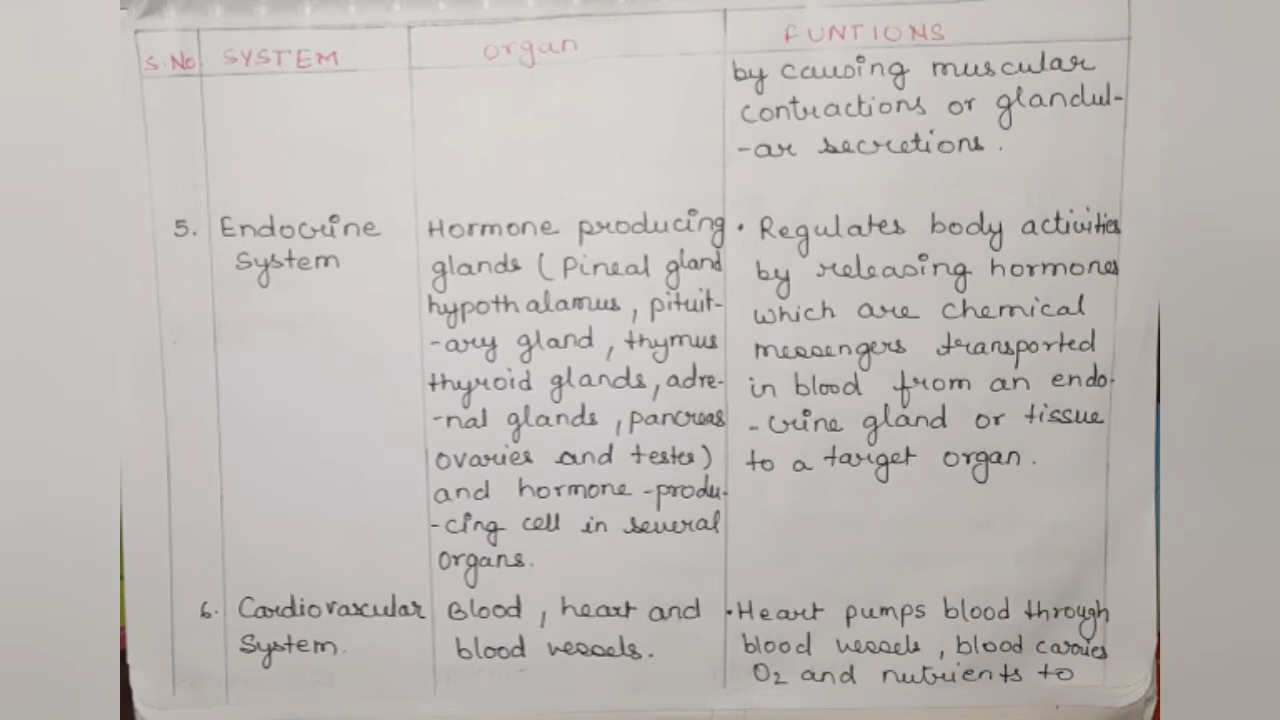 S.No SYSTEM Organ FUNTIONS
by causing muscular
contractions or glandul-
-ar secretions.
5. Endocrine
System
Hormone producing
glands (Pineal gland
hypothalamus, pituit-
-ary gland, thymus
thyroid glands, adre-
-nal glands, pancreas
ovaries and testes)
and hormone-produ-
-cing cell in several
organs.
• Regulates body activities
by releasing hormones
which are chemical
messengers transported
in blood from an endo-
-crine gland or tissue
to a target organ.
6. Cardiovascular
System.
Blood, heart and
blood vessels.
• Heart pumps blood through
blood vessels, blood carries
O2 and nutrients to